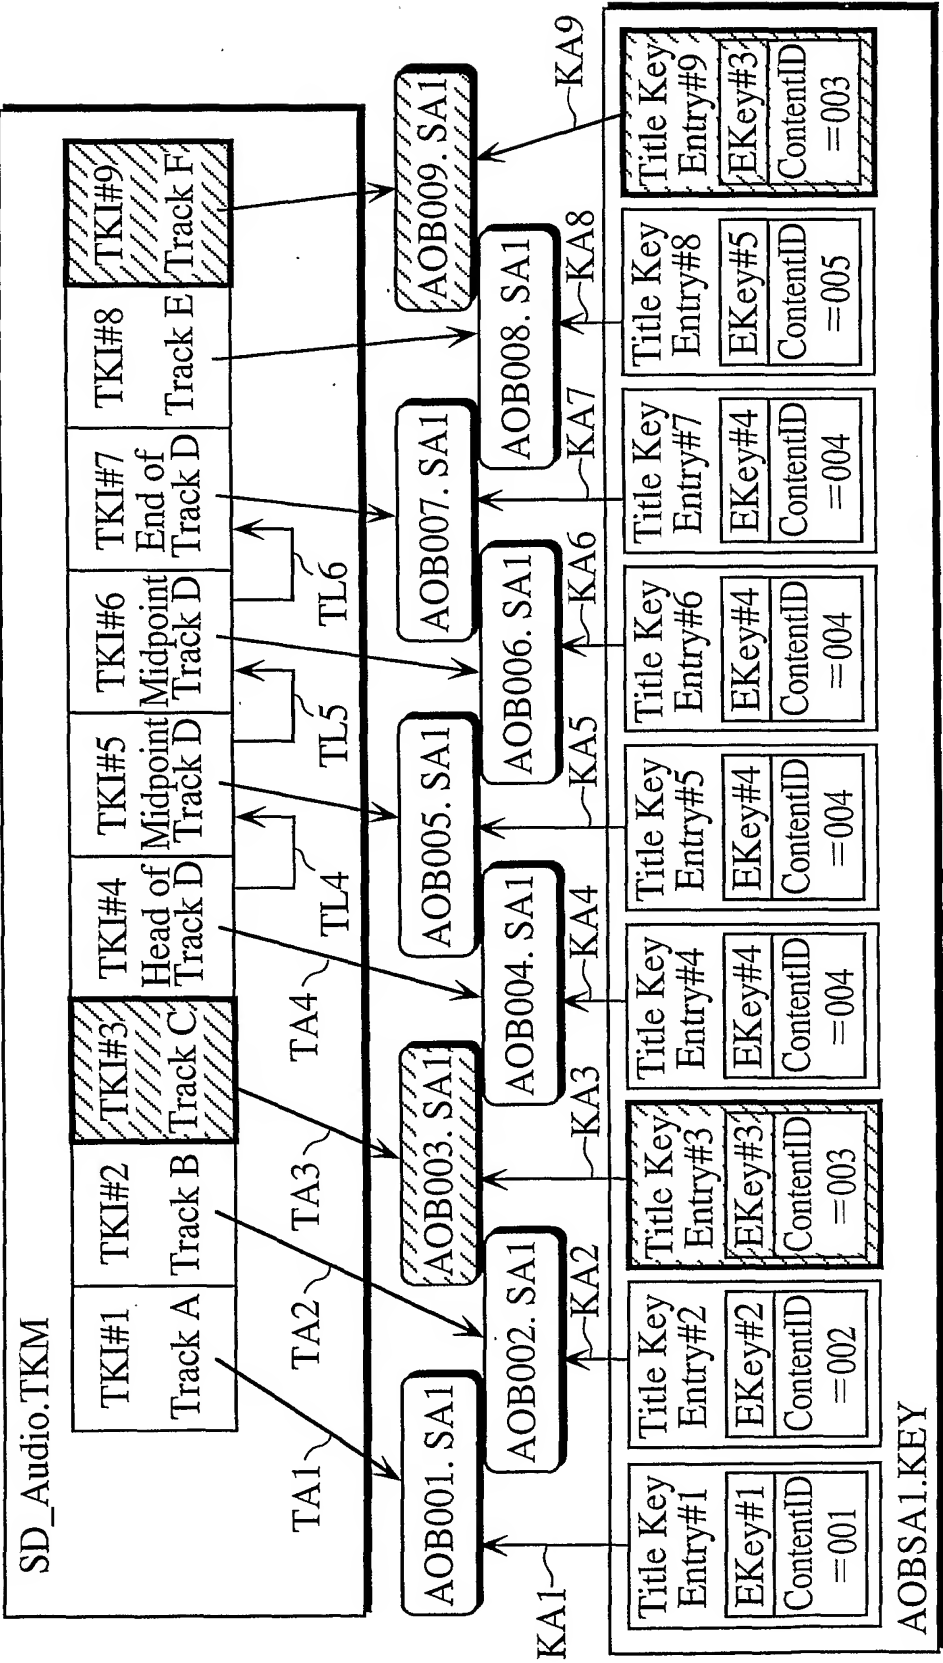 SD_Audio.TKM
TKI#1
Track A
TKI#2
Track B
TKI#3
Track C
TKI#4
Head of
Track D
TKI#5
Midpoint
Track D
TKI#6
Midpoint
Track D
TKI#7
End of
Track D
TKI#8
Track E
TKI#9
Track F
TL4
TL5
TL6
TA1
TA2
TA3
TA4
AOB001. SA1
AOB002. SA1
AOB003. SA1
AOB004. SA1
AOB005. SA1
AOB006. SA1
AOB007. SA1
AOB008. SA1
AOB009. SA1
KA1
KA2
KA3
KA4
KA5
KA6
KA7
KA8
KA9
Title Key
Entry#1
EKey#1
ContentID
=001
Title Key
Entry#2
EKey#2
ContentID
=002
Title Key
Entry#3
EKey#3
ContentID
=003
Title Key
Entry#4
EKey#4
ContentID
=004
Title Key
Entry#5
EKey#4
ContentID
=004
Title Key
Entry#6
EKey#4
ContentID
=004
Title Key
Entry#7
EKey#4
ContentID
=004
Title Key
Entry#8
EKey#5
ContentID
=005
Title Key
Entry#9
EKey#3
ContentID
=003
AOBSA1.KEY